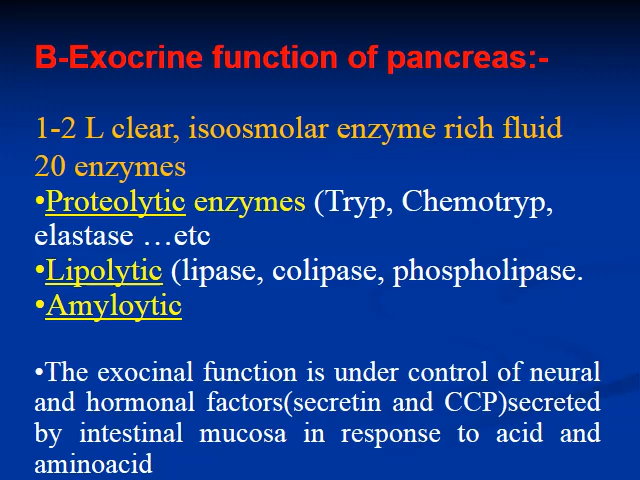 B-Exocrine function of pancreas:-
1-2 L clear, isoosmolar enzyme rich fluid
20 enzymes
•Proteolytic enzymes (Tryp, Chemotryp,
elastase …etc
•Lipolytic (lipase, colipase, phospholipase.
•Amyloytic
•The exocinal function is under control of neural
and hormonal factors(secretin and CCP)secreted
by intestinal mucosa in response to acid and
aminoacid